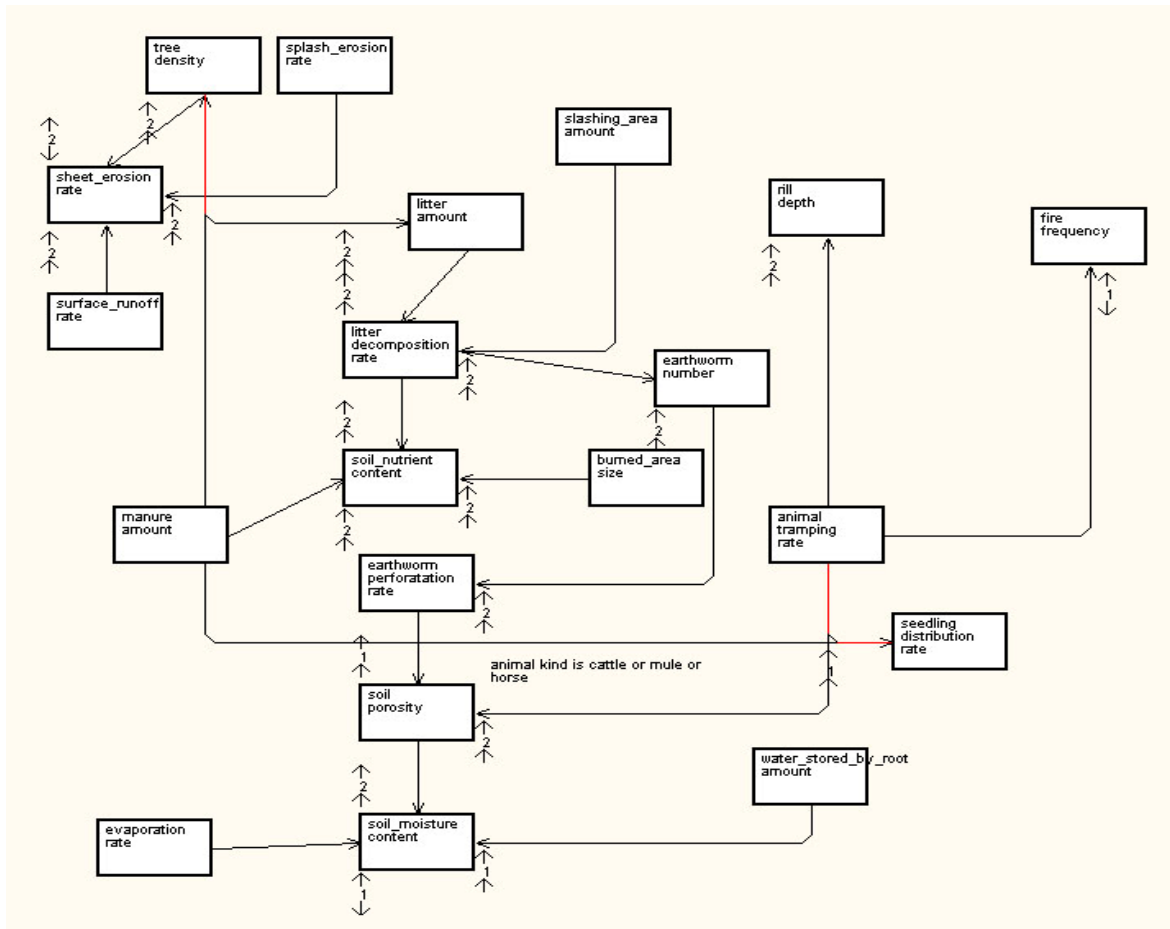 tree
density
splash_erosion
rate
slashing_area
amount
2
2
sheet_erosion
rate
rill
depth
litter
amount
fire
frequency
2
2
2
2
1
2
surface_runoff
rate
litter
decomposition
rate
earthworm
number
2
2
2
soil_nutrient
content
burned_area
size
2
2
manure
amount
animal
tramping
rate
earthworm
perforatation
rate
2
seedling
distribution
rate
1
animal kind is cattle or mule or
horse
1
soil
porosity
2
water_stored_by_root
amount
2
evaporation
rate
soil_moisture
content
1
1